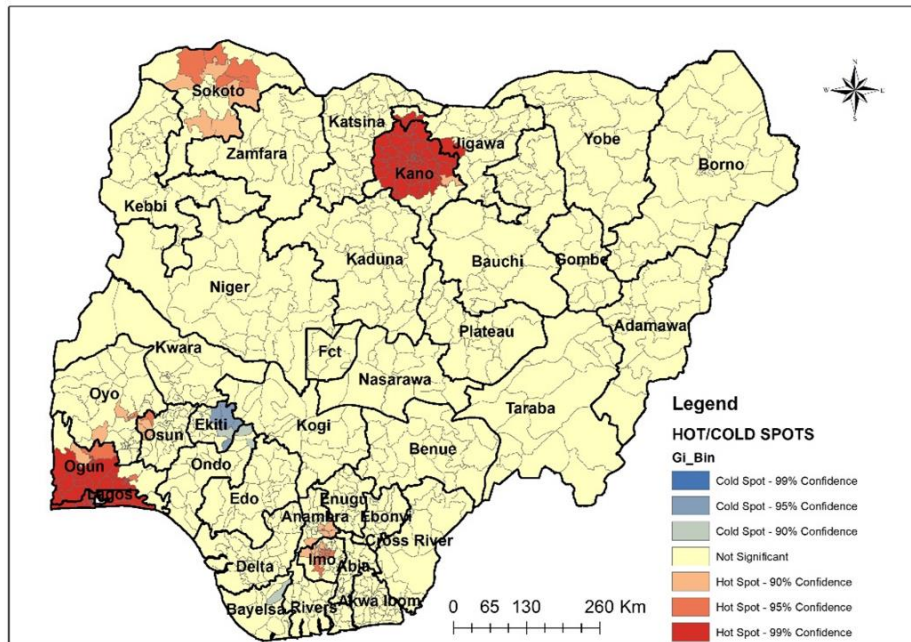 N
W
E
S
Sokoto
Katsina
Jigawa
Yobe
Borno
Zamfara
Kano
Kebbi
Kaduna
Bauchi
Gombe
Niger
Adamawa
Plateau
Fct
Kwara
Nasarawa
Oyo
Taraba
Ekiti
Kogi
Osun
Benue
Ondo
Ogun
Lagos
Edo
Enugu
Anambra
Ebonyi
Cross River
Imo
Abia
Delta
Bayelsa
Rivers
Akwa Ibom
0 65 130 260 Km
Legend
HOT/COLD SPOTS
Gi_Bin
Cold Spot - 99% Confidence
Cold Spot - 95% Confidence
Cold Spot - 90% Confidence
Not Significant
Hot Spot - 90% Confidence
Hot Spot - 95% Confidence
Hot Spot - 99% Confidence